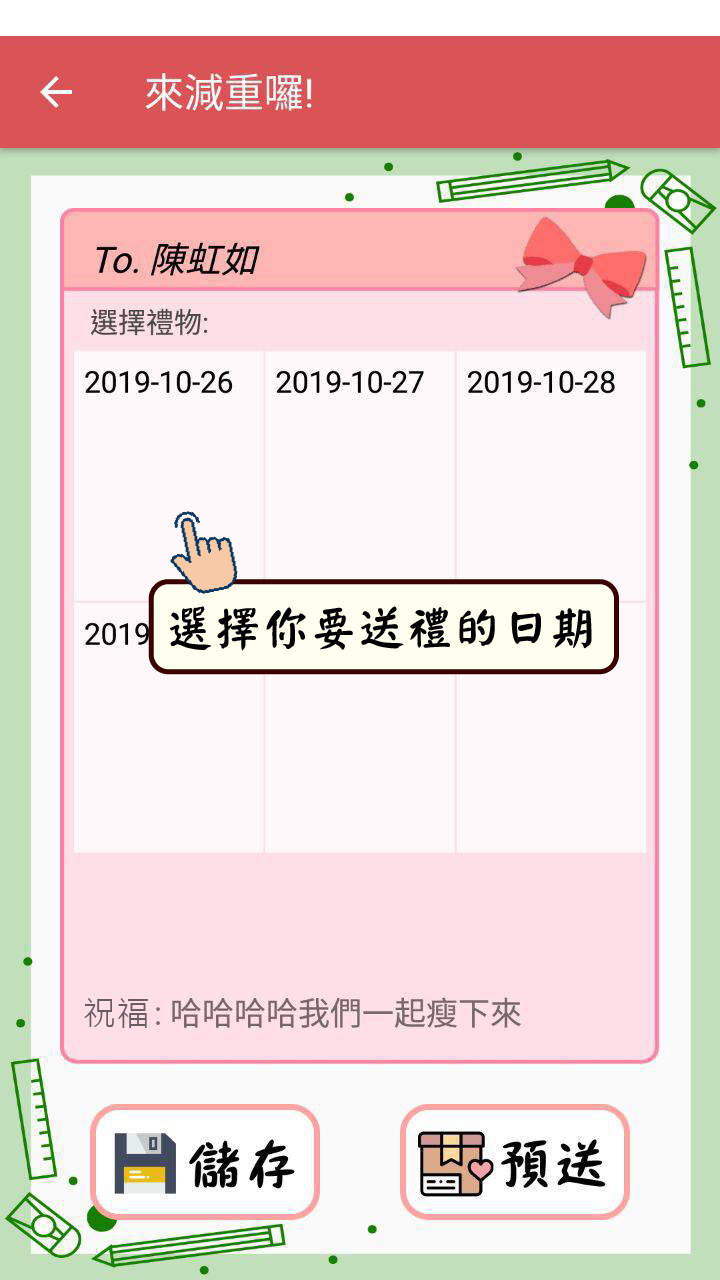 來減重囉!
To. 陳虹如
選擇禮物:
2019-10-26 2019-10-27 2019-10-28
2019
選擇你要送禮的日期
祝福: 哈哈哈哈我們一起瘦下來
儲存 預送